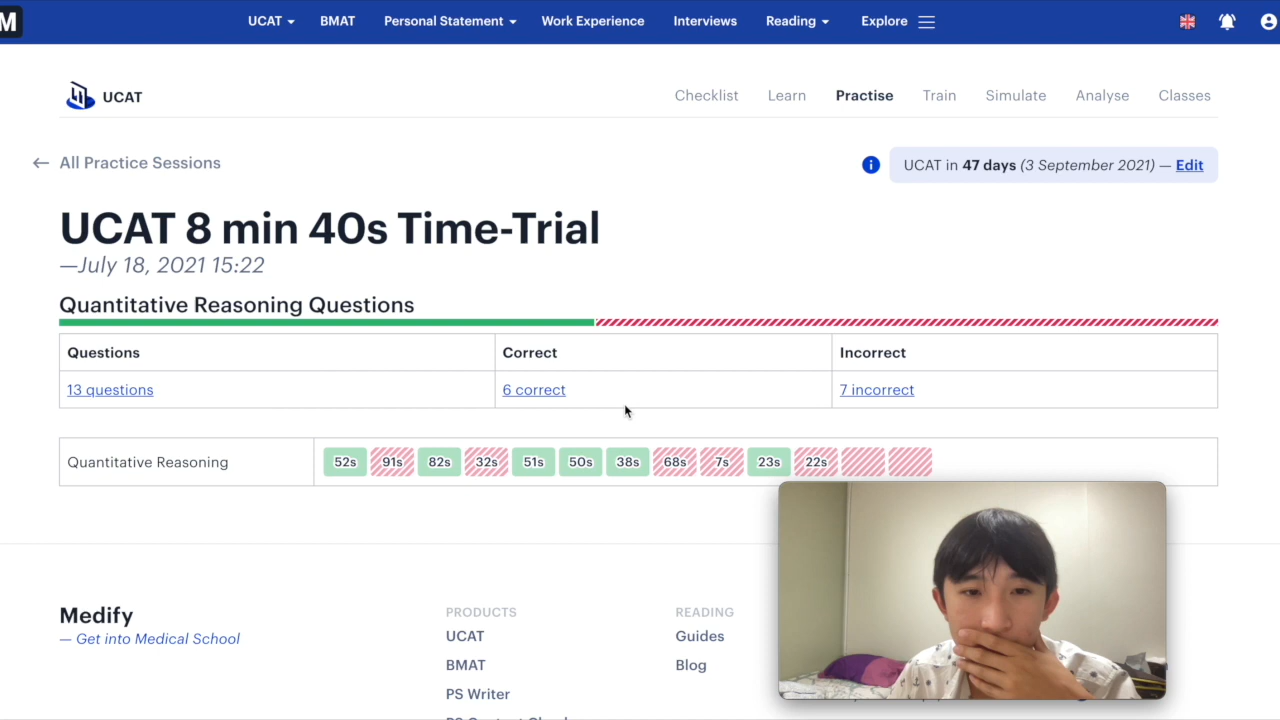 M UCAT BMAT Personal Statement Work Experience Interviews Reading Explore
UCAT Checklist Learn Practise Train Simulate Analyse Classes
← All Practice Sessions
i UCAT in 47 days (3 September 2021) — Edit
UCAT 8 min 40s Time-Trial
—July 18, 2021 15:22
Quantitative Reasoning Questions
Questions Correct Incorrect
13 questions 6 correct 7 incorrect
Quantitative Reasoning 52s 91s 82s 32s 51s 50s 38s 68s 7s 23s 22s
Medify
— Get into Medical School
PRODUCTS
UCAT
BMAT
PS Writer
READING
Guides
Blog